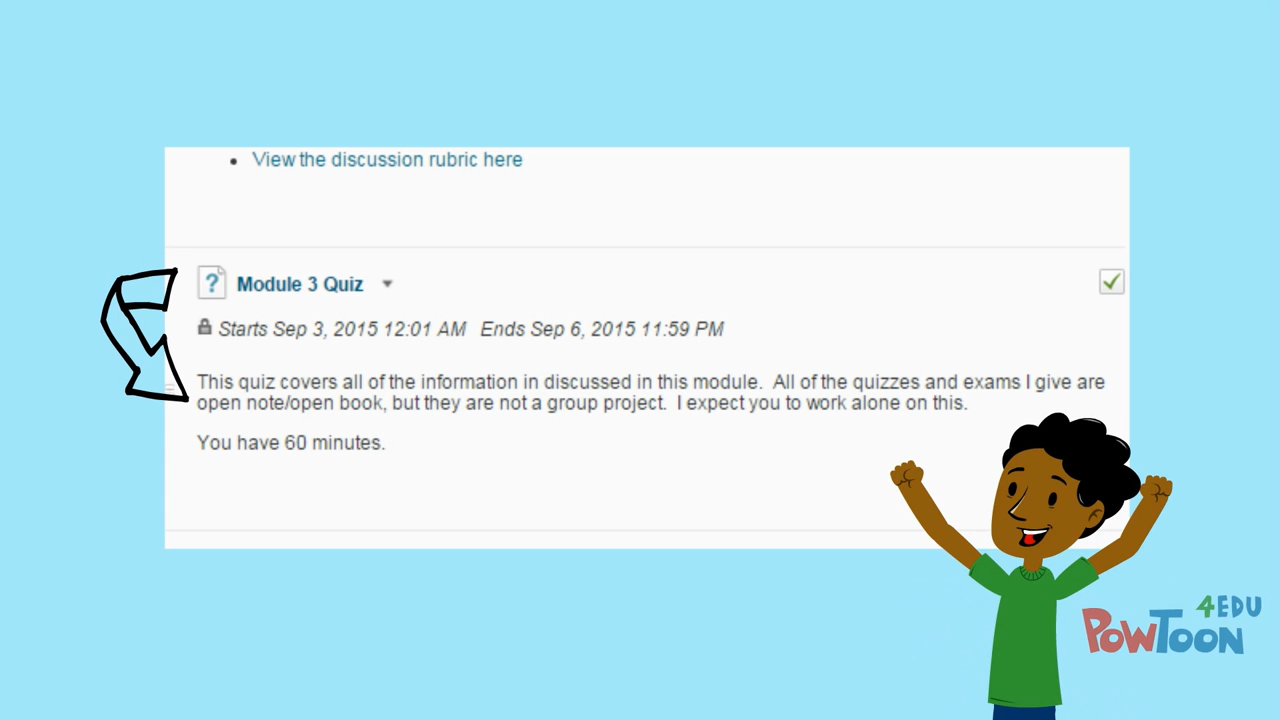 View the discussion rubric here
Module 3 Quiz
Starts Sep 3, 2015 12:01 AM Ends Sep 6, 2015 11:59 PM
This quiz covers all of the information in discussed in this module. All of the quizzes and exams I give are
open note/open book, but they are not a group project. I expect you to work alone on this.
You have 60 minutes.
4EDU
PowToon